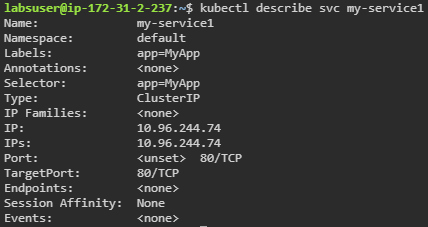 labsuser@ip-172-31-2-237:~$ kubectl describe svc my-service1
Name: my-service1
Namespace: default
Labels: app=MyApp
Annotations: <none>
Selector: app=MyApp
Type: ClusterIP
IP Families: <none>
IP: 10.96.244.74
IPs: 10.96.244.74
Port: <unset> 80/TCP
TargetPort: 80/TCP
Endpoints: <none>
Session Affinity: None
Events: <none>